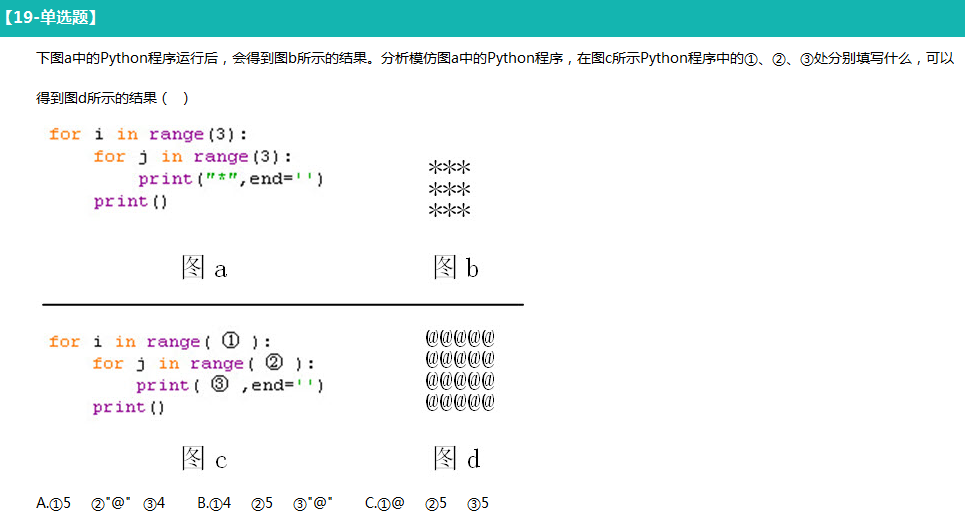 【19-单选题】
下图a中的Python程序运行后，会得到图b所示的结果。分析模仿图a中的Python程序，在图c所示Python程序中的①、②、③处分别填写什么，可以
得到图d所示的结果（　）
for i in range(3):
    for j in range(3):
        print("*",end='')
    print()
***
***
***
图 a
图 b
for i in range( ① ):
    for j in range( ② ):
        print( ③ ,end='')
    print()
@@@@@
@@@@@
@@@@@
@@@@@
图 c
图 d
A.①5 ②"@" ③4 B.①4 ②5 ③"@" C.①@ ②5 ③5